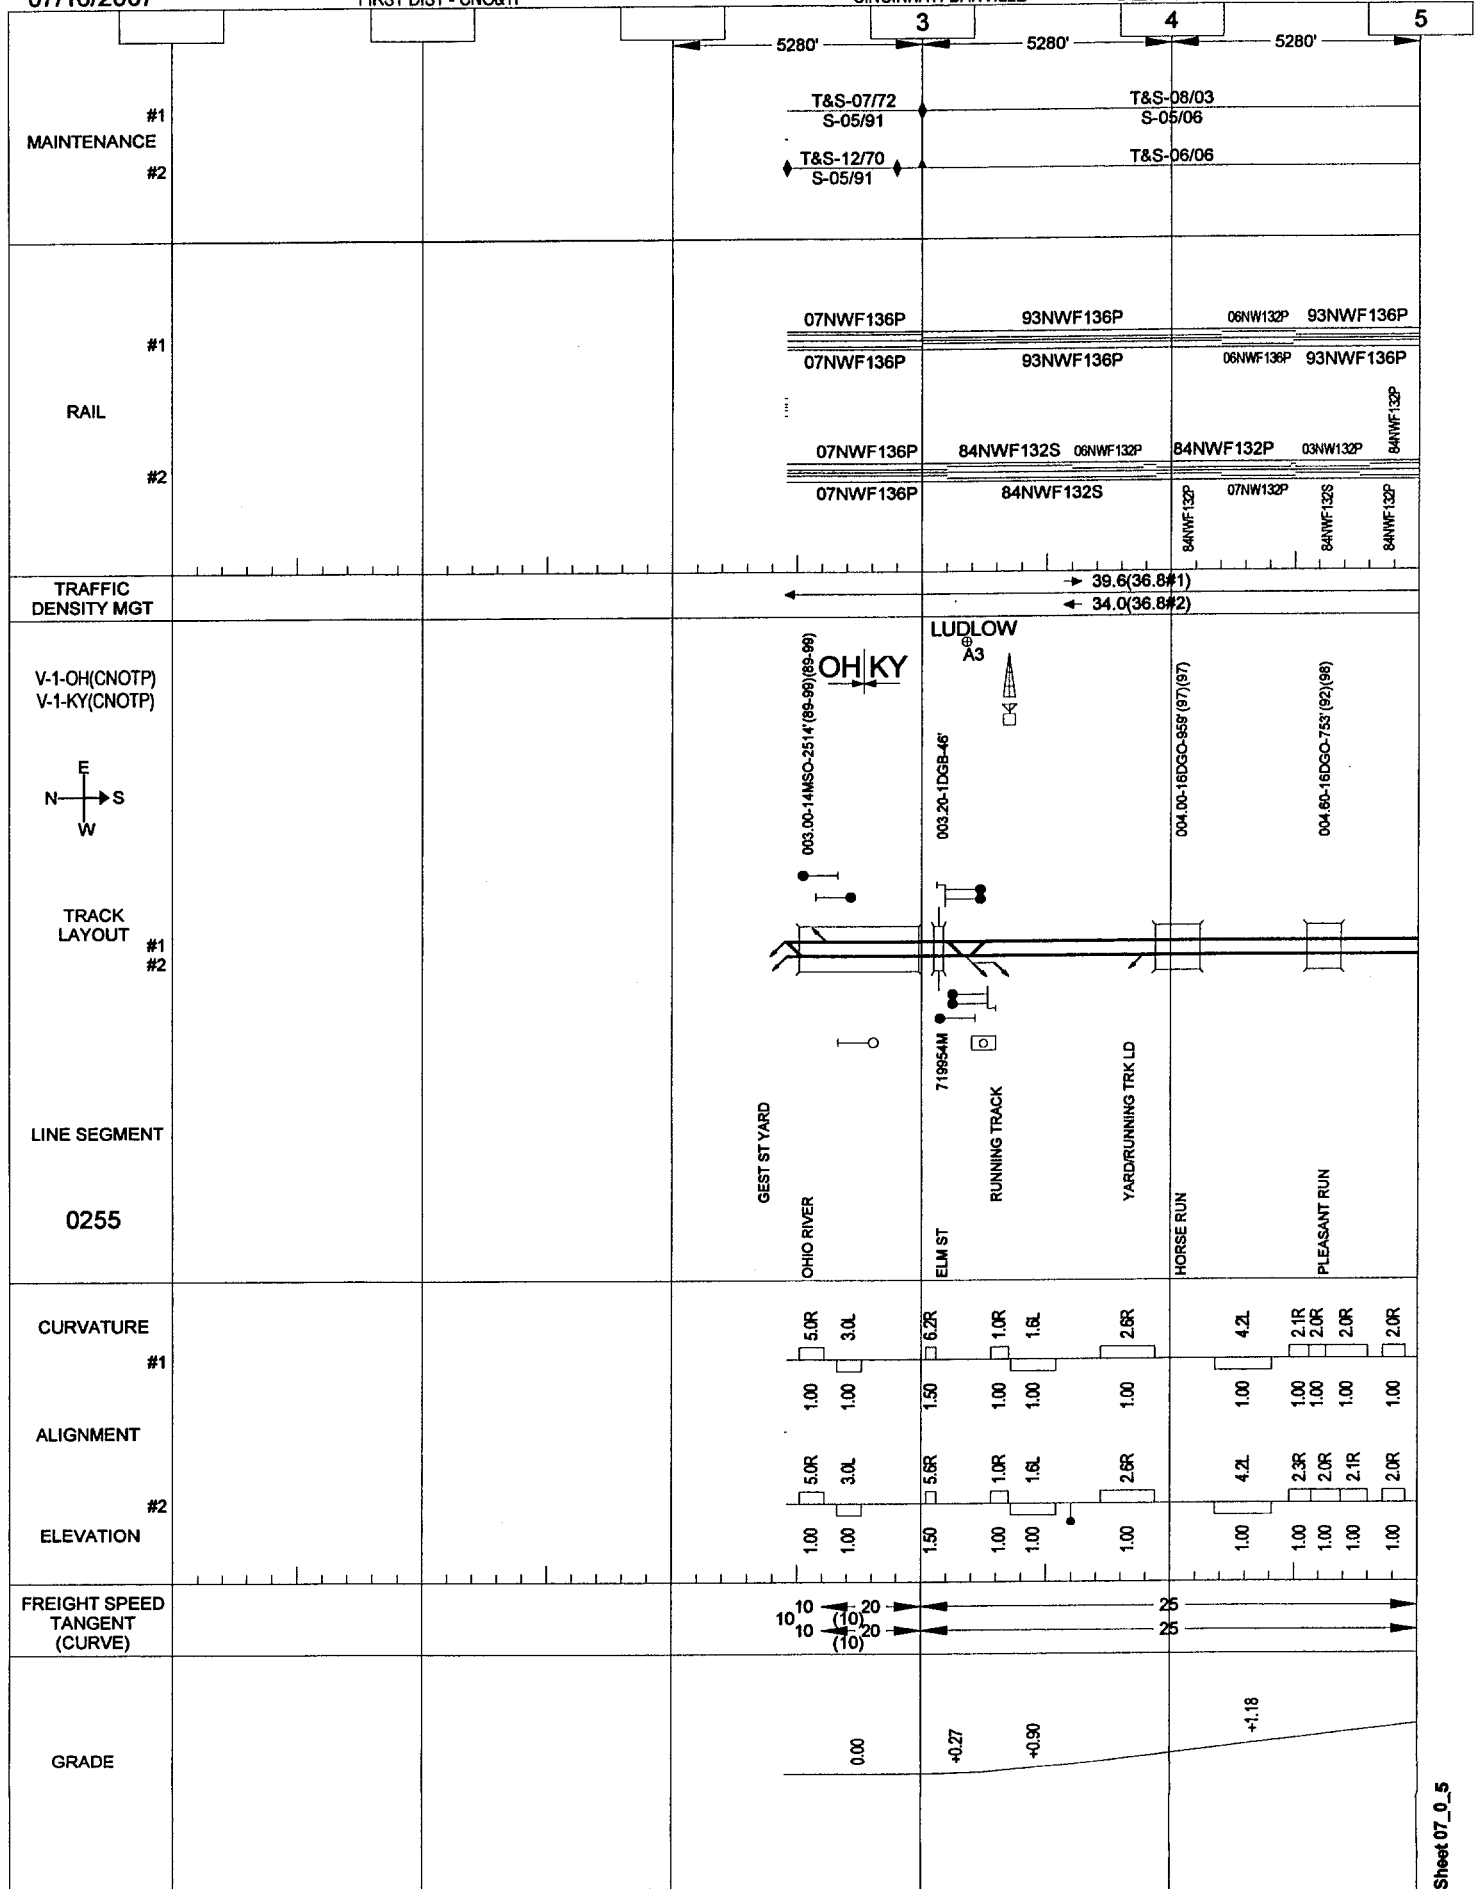 3 4 5
5280' 5280' 5280'
MAINTENANCE
#1
T&S-07/72
S-05/91
T&S-08/03
S-05/06
#2
T&S-12/70
S-05/91
T&S-06/06
RAIL
#1
07NWF136P 93NWF136P 06NW132P 93NWF136P
07NWF136P 93NWF136P 06NWF136P 93NWF136P
#2
07NWF136P 84NWF132S 06NWF132P 84NWF132P 03NW132P 84NWF132P
07NWF136P 84NWF132S 84NWF132P 07NW132P 84NWF132S 84NWF132P
TRAFFIC
DENSITY MGT
39.6(36.8#1)
34.0(36.8#2)
V-1-OH(CNOTP)
V-1-KY(CNOTP)
E
N S
W
003.00-14MSO-2514'(89-99)(89-99)
OH KY
LUDLOW
A3
003.20-1DGB-46'
004.00-16DGO-959'(97)(97)
004.60-16DGO-753'(92)(98)
TRACK
LAYOUT
#1
#2
719954M
LINE SEGMENT
0255
GEST ST YARD
OHIO RIVER
ELM ST
RUNNING TRACK
YARD/RUNNING TRK LD
HORSE RUN
PLEASANT RUN
CURVATURE
#1
5.0R 3.0L 6.2R 1.0R 1.6L 2.6R 4.2L 2.1R 2.0R 2.0R 2.0R
1.00 1.00 1.50 1.00 1.00 1.00 1.00 1.00 1.00 1.00 1.00
ALIGNMENT
#2
5.0R 3.0L 5.6R 1.0R 1.6L 2.6R 4.2L 2.3R 2.0R 2.1R 2.0R
ELEVATION
1.00 1.00 1.50 1.00 1.00 1.00 1.00 1.00 1.00 1.00 1.00
FREIGHT SPEED
TANGENT
(CURVE)
10 10 20 25
(10)
10 20 25
(10)
GRADE
0.00 +0.27 +0.90 +1.18
Sheet 07_0_5